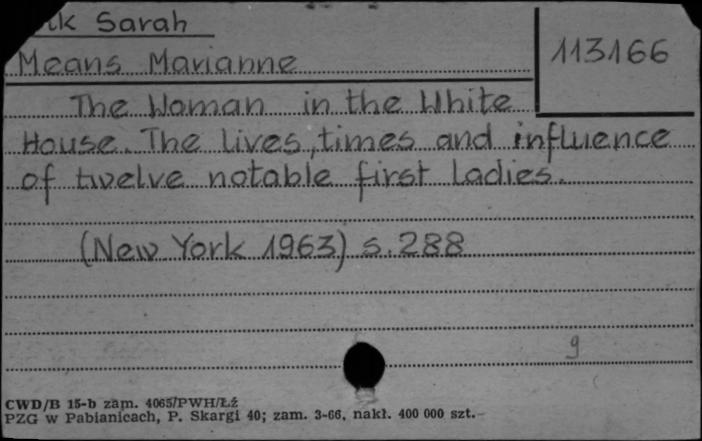 lk Sarah
Means Marianne
113166
The Woman in the White
House. The lives, times and influence
of twelve notable first ladies.
(New York 1963) s. 288
g
CWD/B 15-b zam. 4065/PWH/Łź
PZG w Pabianicach, P. Skargi 40; zam. 3-66, nakł. 400 000 szt.